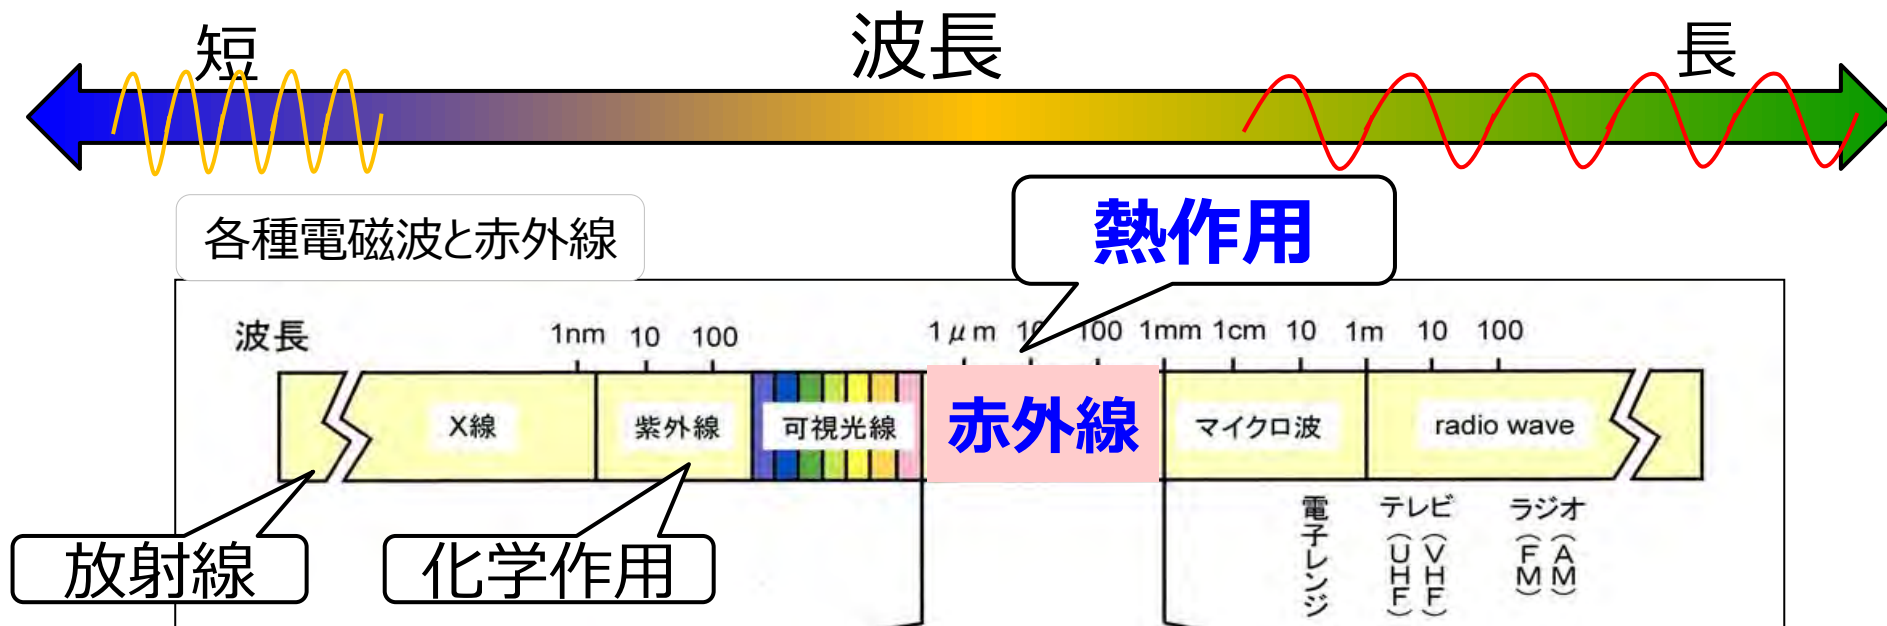 短 波長 長
各種電磁波と赤外線
熱作用
波長 1nm 10 100 1μm 10 100 1mm 1cm 10 1m 10 100
X線 紫外線 可視光線 赤外線 マイクロ波 radio wave
放射線
化学作用
電子レンジ
テレビ
(UHF)
(VHF)
ラジオ
(FM)
(AM)